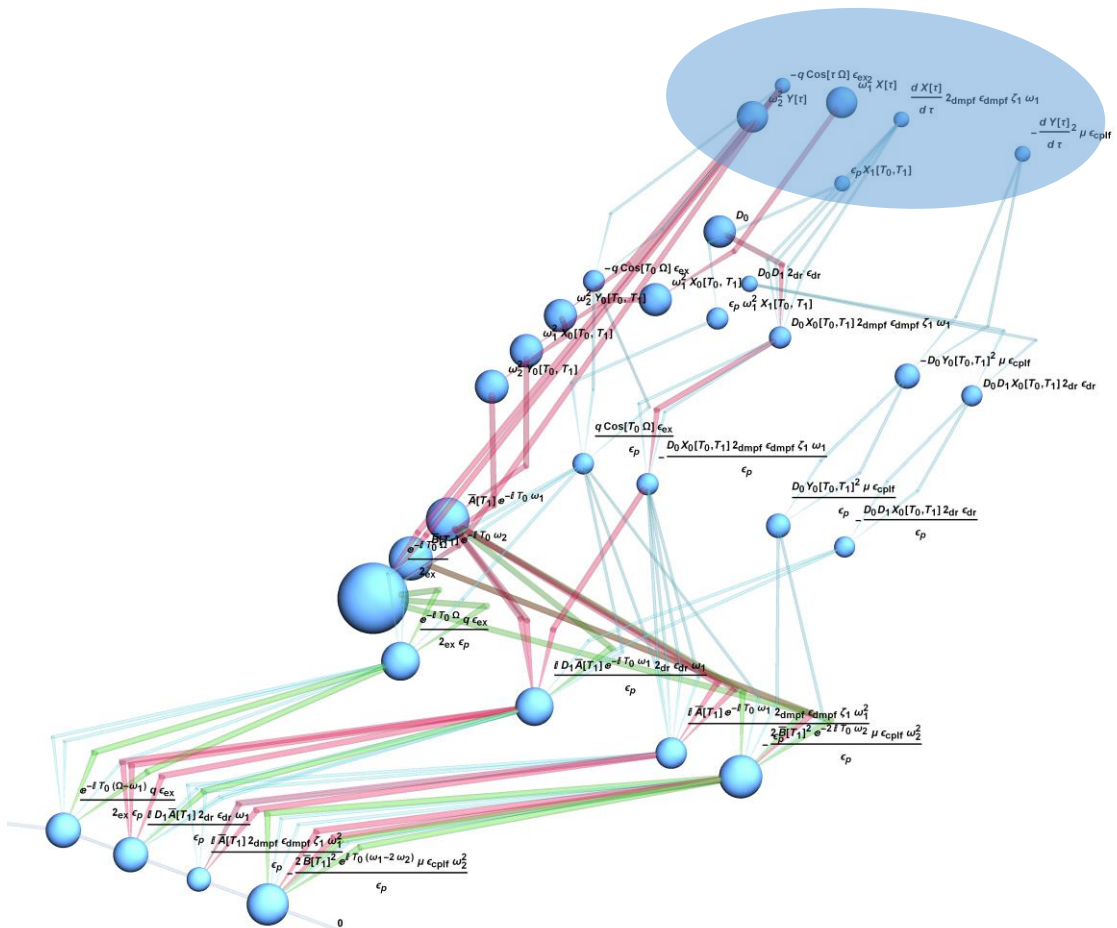 -q Cos[τ Ω] ϵ_ex
ω_2^2 Y[τ]
ω_1^2 X[τ]
d X[τ] / d τ 2_dmpf ϵ_dmpf ζ_1 ω_1
- d Y[τ] / d τ ^2 μ ϵ_cplf
ϵ_p X_1[T_0,T_1]
D_0
-q Cos[T_0 Ω] ϵ_ex
D_0 D_1 2_dr ϵ_dr
ω_1^2 X_0[T_0, T_1]
ω_2^2 Y_0[T_0, T_1]
ϵ_p ω_1^2 X_1[T_0, T_1]
ω_1^2 X_0[T_0, T_1]
D_0 X_0[T_0,T_1] 2_dmpf ϵ_dmpf ζ_1 ω_1
ω_2^2 Y_0[T_0, T_1]
-D_0 Y_0[T_0,T_1]^2 μ ϵ_cplf
D_0 D_1 X_0[T_0,T_1] 2_dr ϵ_dr
q Cos[T_0 Ω] ϵ_ex / ϵ_p
- D_0 X_0[T_0,T_1] 2_dmpf ϵ_dmpf ζ_1 ω_1 / ϵ_p
D_0 Y_0[T_0,T_1]^2 μ ϵ_cplf / ϵ_p
- D_0 D_1 X_0[T_0,T_1] 2_dr ϵ_dr / ϵ_p
A̅[T_1] e^{-ⅈ T_0 ω_1}
B̅[T_1] e^{-ⅈ T_0 ω_2}
e^{-ⅈ T_0 Ω} / 2_ex
e^{-ⅈ T_0 Ω} q ϵ_ex / 2_ex ϵ_p
ⅈ D_1 A̅[T_1] e^{-ⅈ T_0 ω_1} 2_dr ϵ_dr ω_1 / ϵ_p
ⅈ A̅[T_1] e^{-ⅈ T_0 ω_1} 2_dmpf ϵ_dmpf ζ_1 ω_1^2 / ϵ_p
- 2 B̅[T_1]^2 e^{-2 ⅈ T_0 ω_2} μ ϵ_cplf ω_2^2 / ϵ_p
e^{-ⅈ T_0 (Ω-ω_1)} q ϵ_ex / 2_ex ϵ_p
ⅈ D_1 A̅[T_1] 2_dr ϵ_dr ω_1 / ϵ_p
ⅈ A̅[T_1] 2_dmpf ϵ_dmpf ζ_1 ω_1^2 / ϵ_p
- 2 B̅[T_1]^2 e^{ⅈ T_0 (ω_1-2 ω_2)} μ ϵ_cplf ω_2^2 / ϵ_p
0